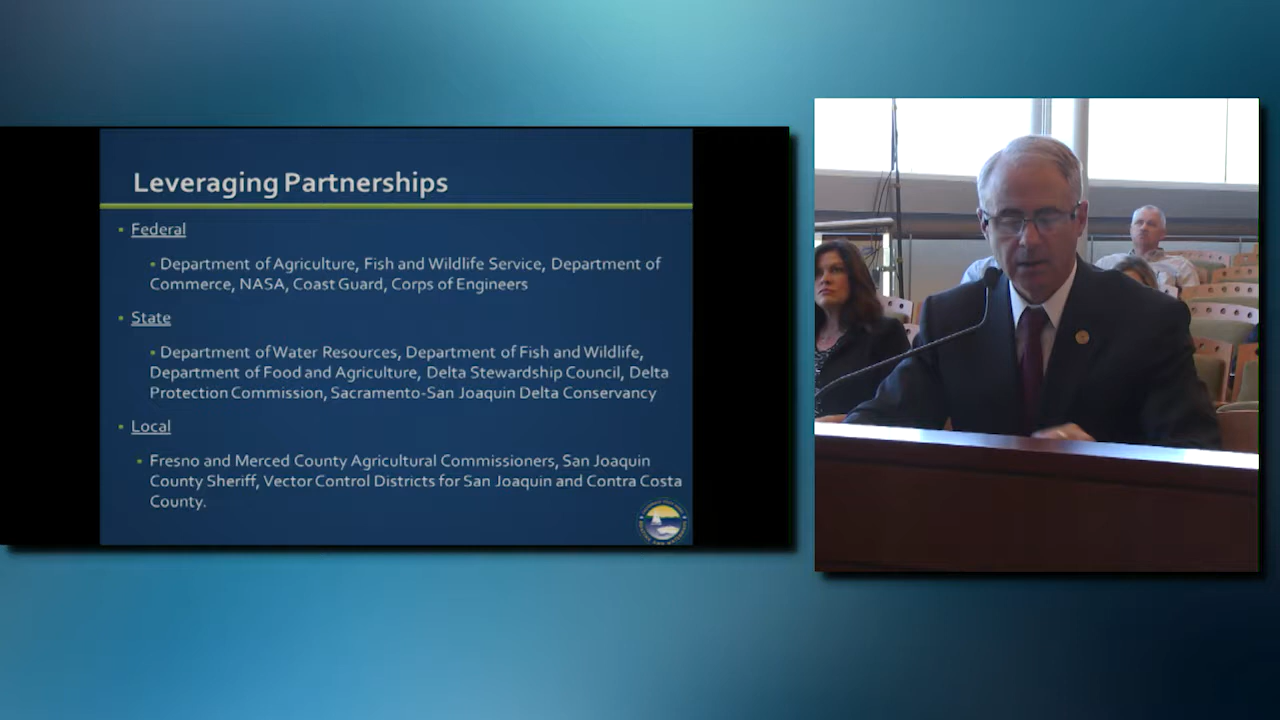 Leveraging Partnerships
• Federal
• Department of Agriculture, Fish and Wildlife Service, Department of
Commerce, NASA, Coast Guard, Corps of Engineers
• State
• Department of Water Resources, Department of Fish and Wildlife,
Department of Food and Agriculture, Delta Stewardship Council, Delta
Protection Commission, Sacramento-San Joaquin Delta Conservancy
• Local
• Fresno and Merced County Agricultural Commissioners, San Joaquin
County Sheriff, Vector Control Districts for San Joaquin and Contra Costa
County.